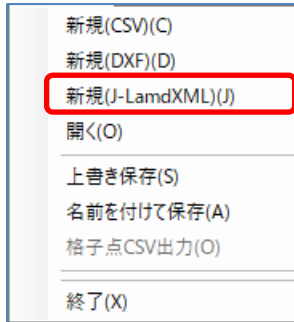 新規(CSV)(C)
新規(DXF)(D)
新規(J-LamdXML)(J)
開く(O)
上書き保存(S)
名前を付けて保存(A)
格子点CSV出力(O)
終了(X)